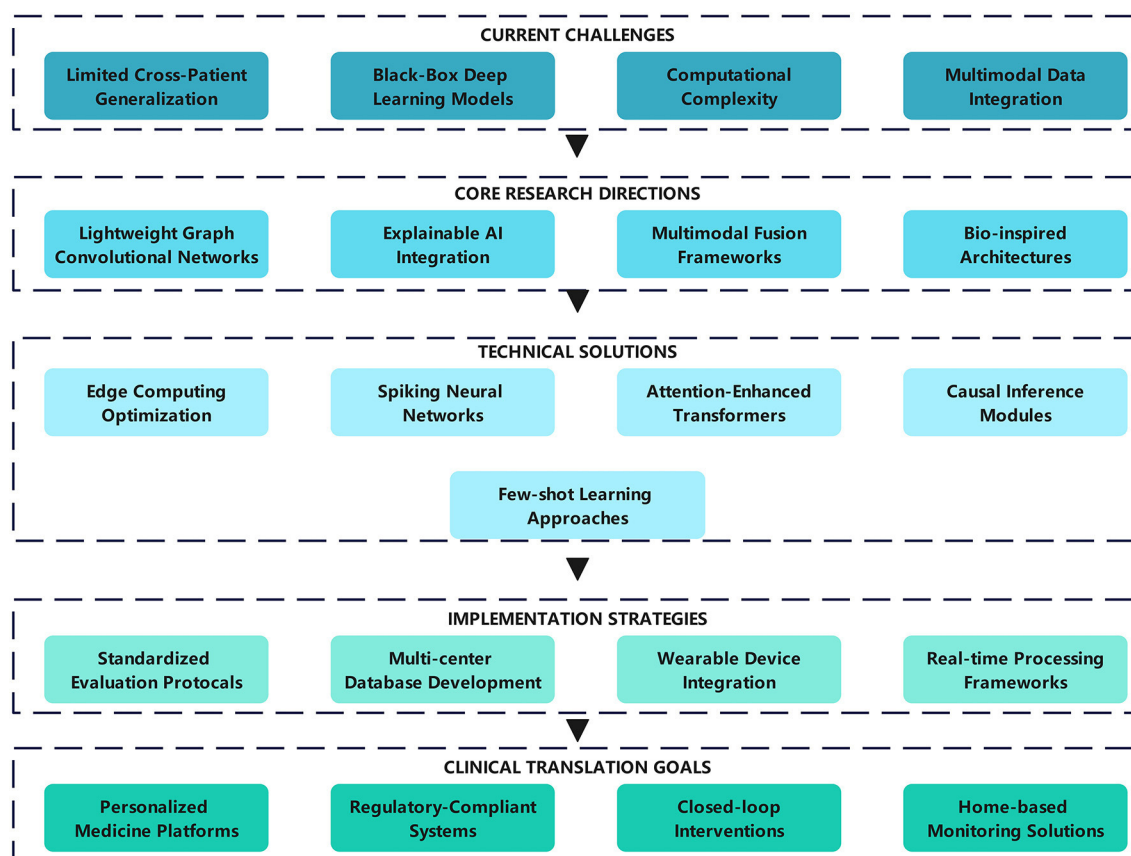 CURRENT CHALLENGES
Limited Cross-Patient
Generalization
Black-Box Deep
Learning Models
Computational
Complexity
Multimodal Data
Integration
CORE RESEARCH DIRECTIONS
Lightweight Graph
Convolutional Networks
Explainable AI
Integration
Multimodal Fusion
Frameworks
Bio-inspired
Architectures
TECHNICAL SOLUTIONS
Edge Computing
Optimization
Spiking Neural
Networks
Attention-Enhanced
Transformers
Causal Inference
Modules
Few-shot Learning
Approaches
IMPLEMENTATION STRATEGIES
Standardized
Evaluation Protocals
Multi-center
Database Development
Wearable Device
Integration
Real-time Processing
Frameworks
CLINICAL TRANSLATION GOALS
Personalized
Medicine Platforms
Regulatory-Compliant
Systems
Closed-loop
Interventions
Home-based
Monitoring Solutions